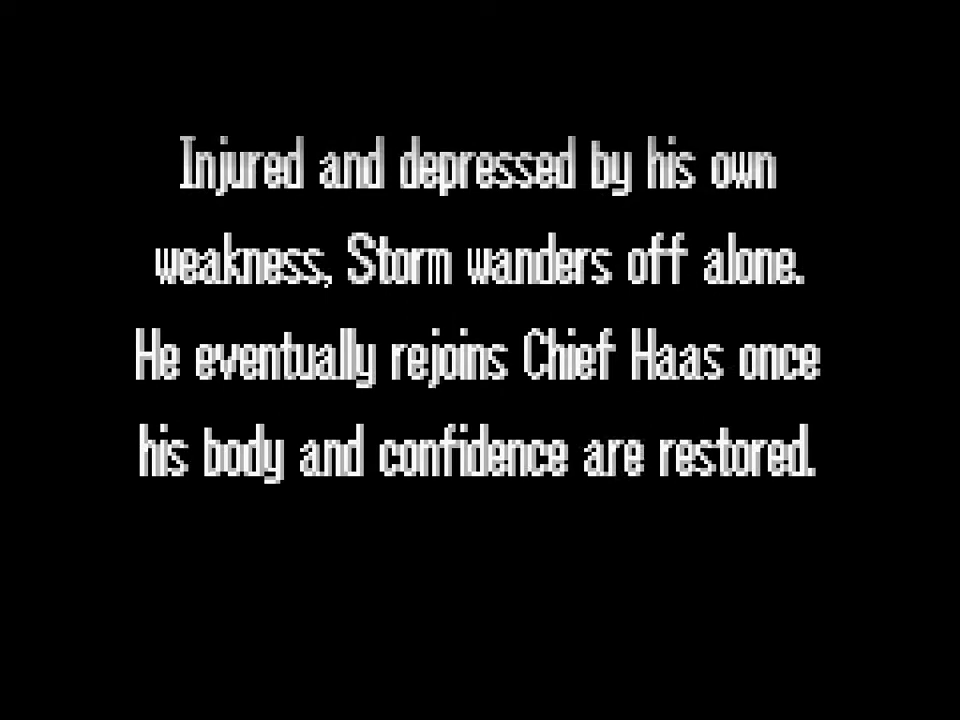 Injured and depressed by his own
weakness, Storm wanders off alone.
He eventually rejoins Chief Haas once
his body and confidence are restored.